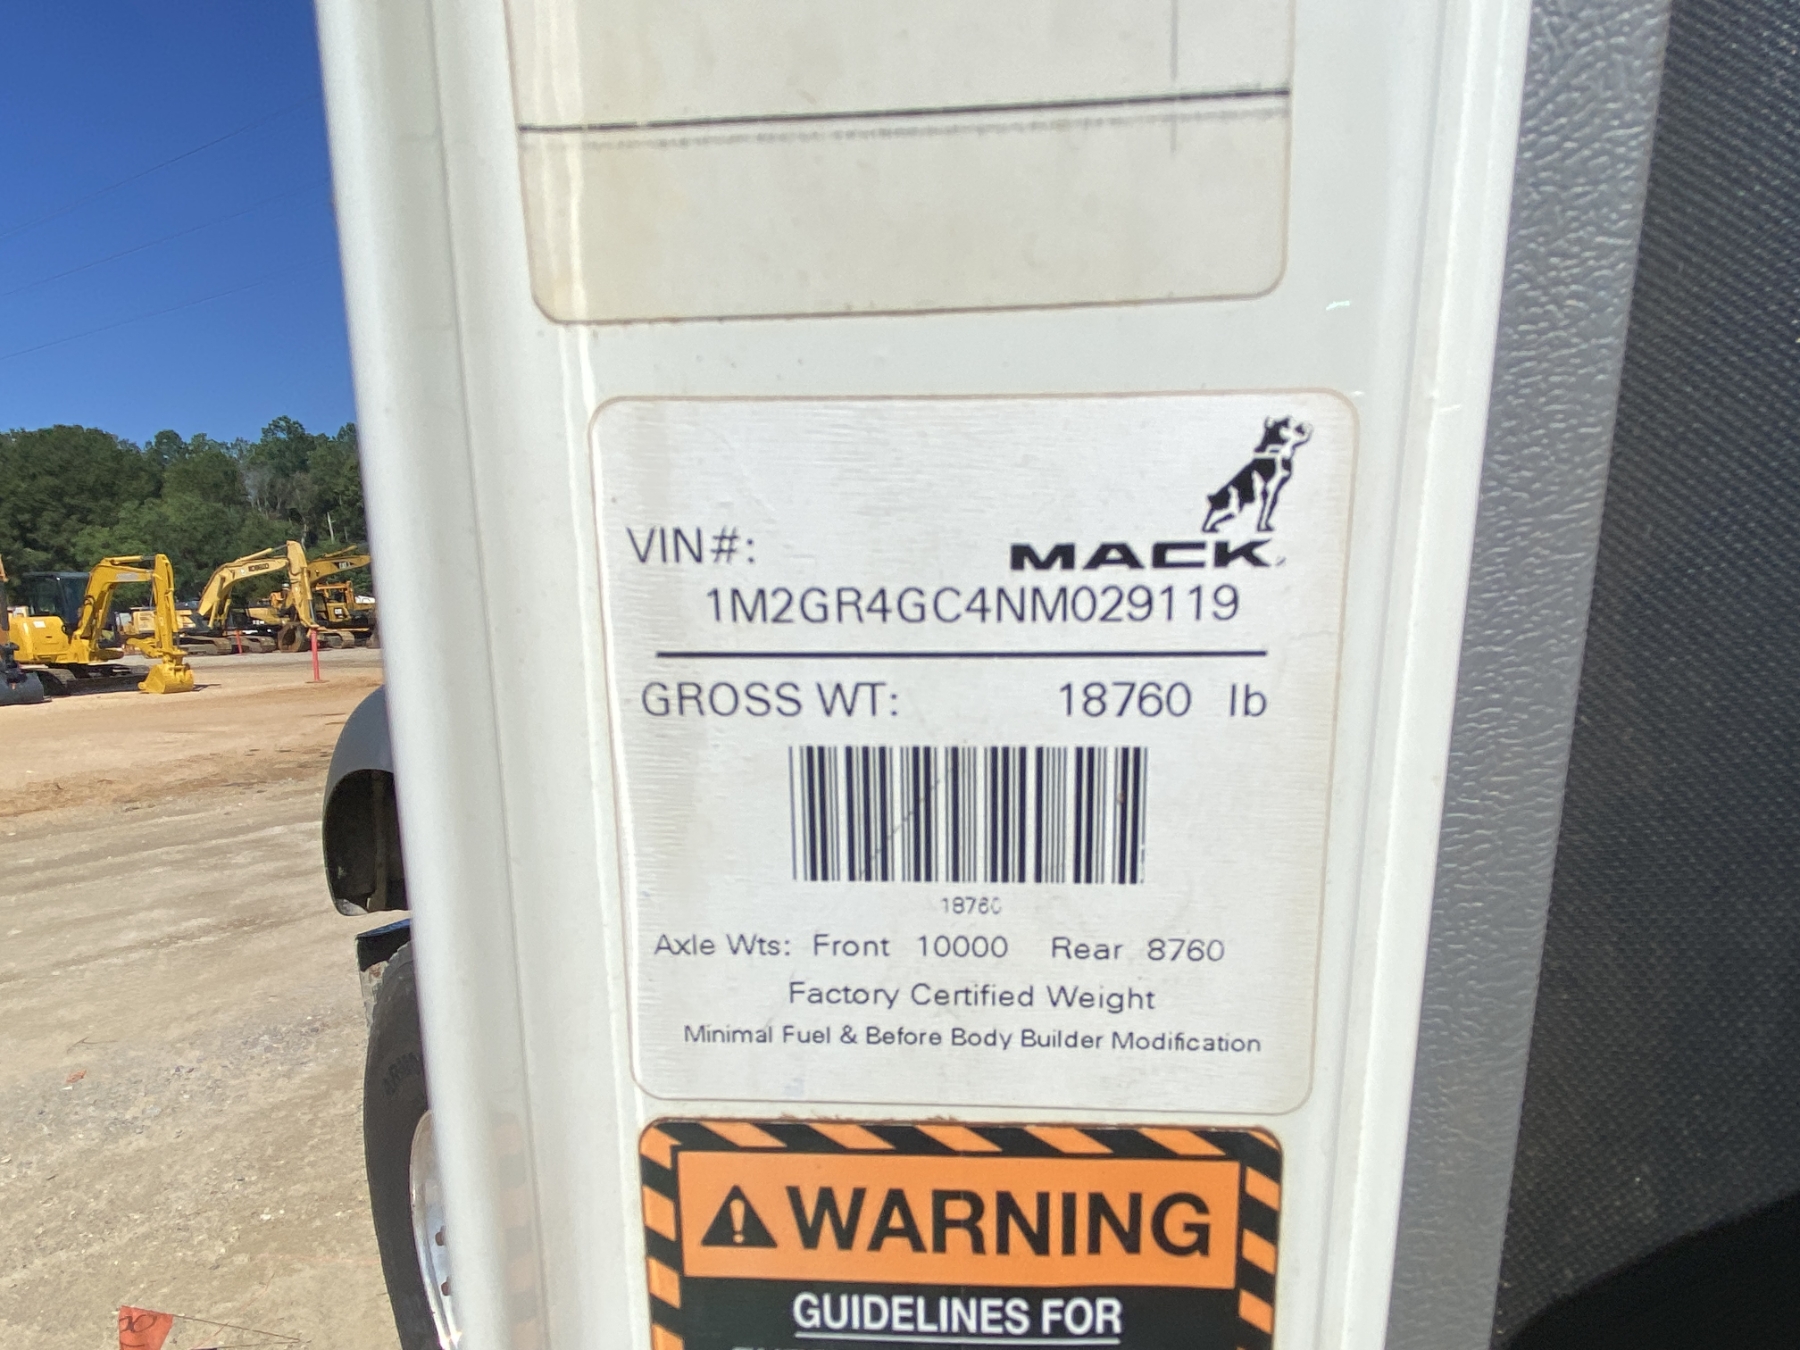 MACK
VIN#:
1M2GR4GC4NM029119
GROSS WT: 18760 lb
18760
Axle Wts: Front 10000 Rear 8760
Factory Certified Weight
Minimal Fuel & Before Body Builder Modification
WARNING
GUIDELINES FOR